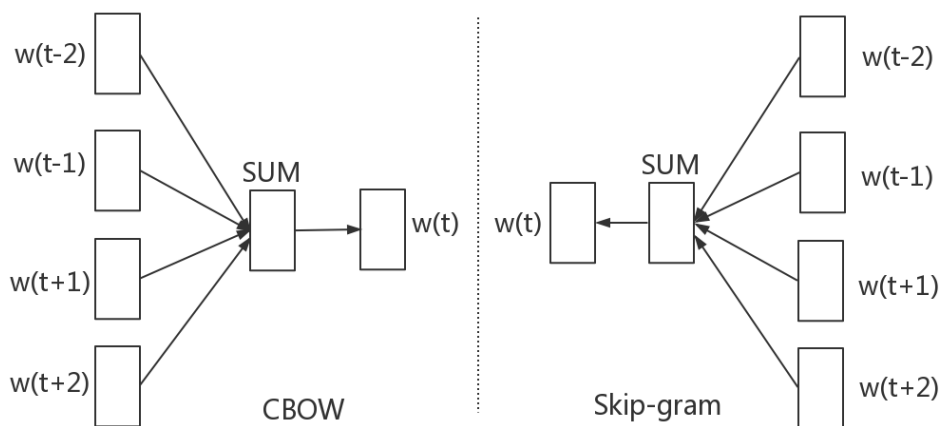 w(t-2)
w(t-1)
SUM
w(t)
w(t+1)
w(t+2)
CBOW
w(t-2)
w(t-1)
SUM
w(t)
w(t+1)
w(t+2)
Skip-gram